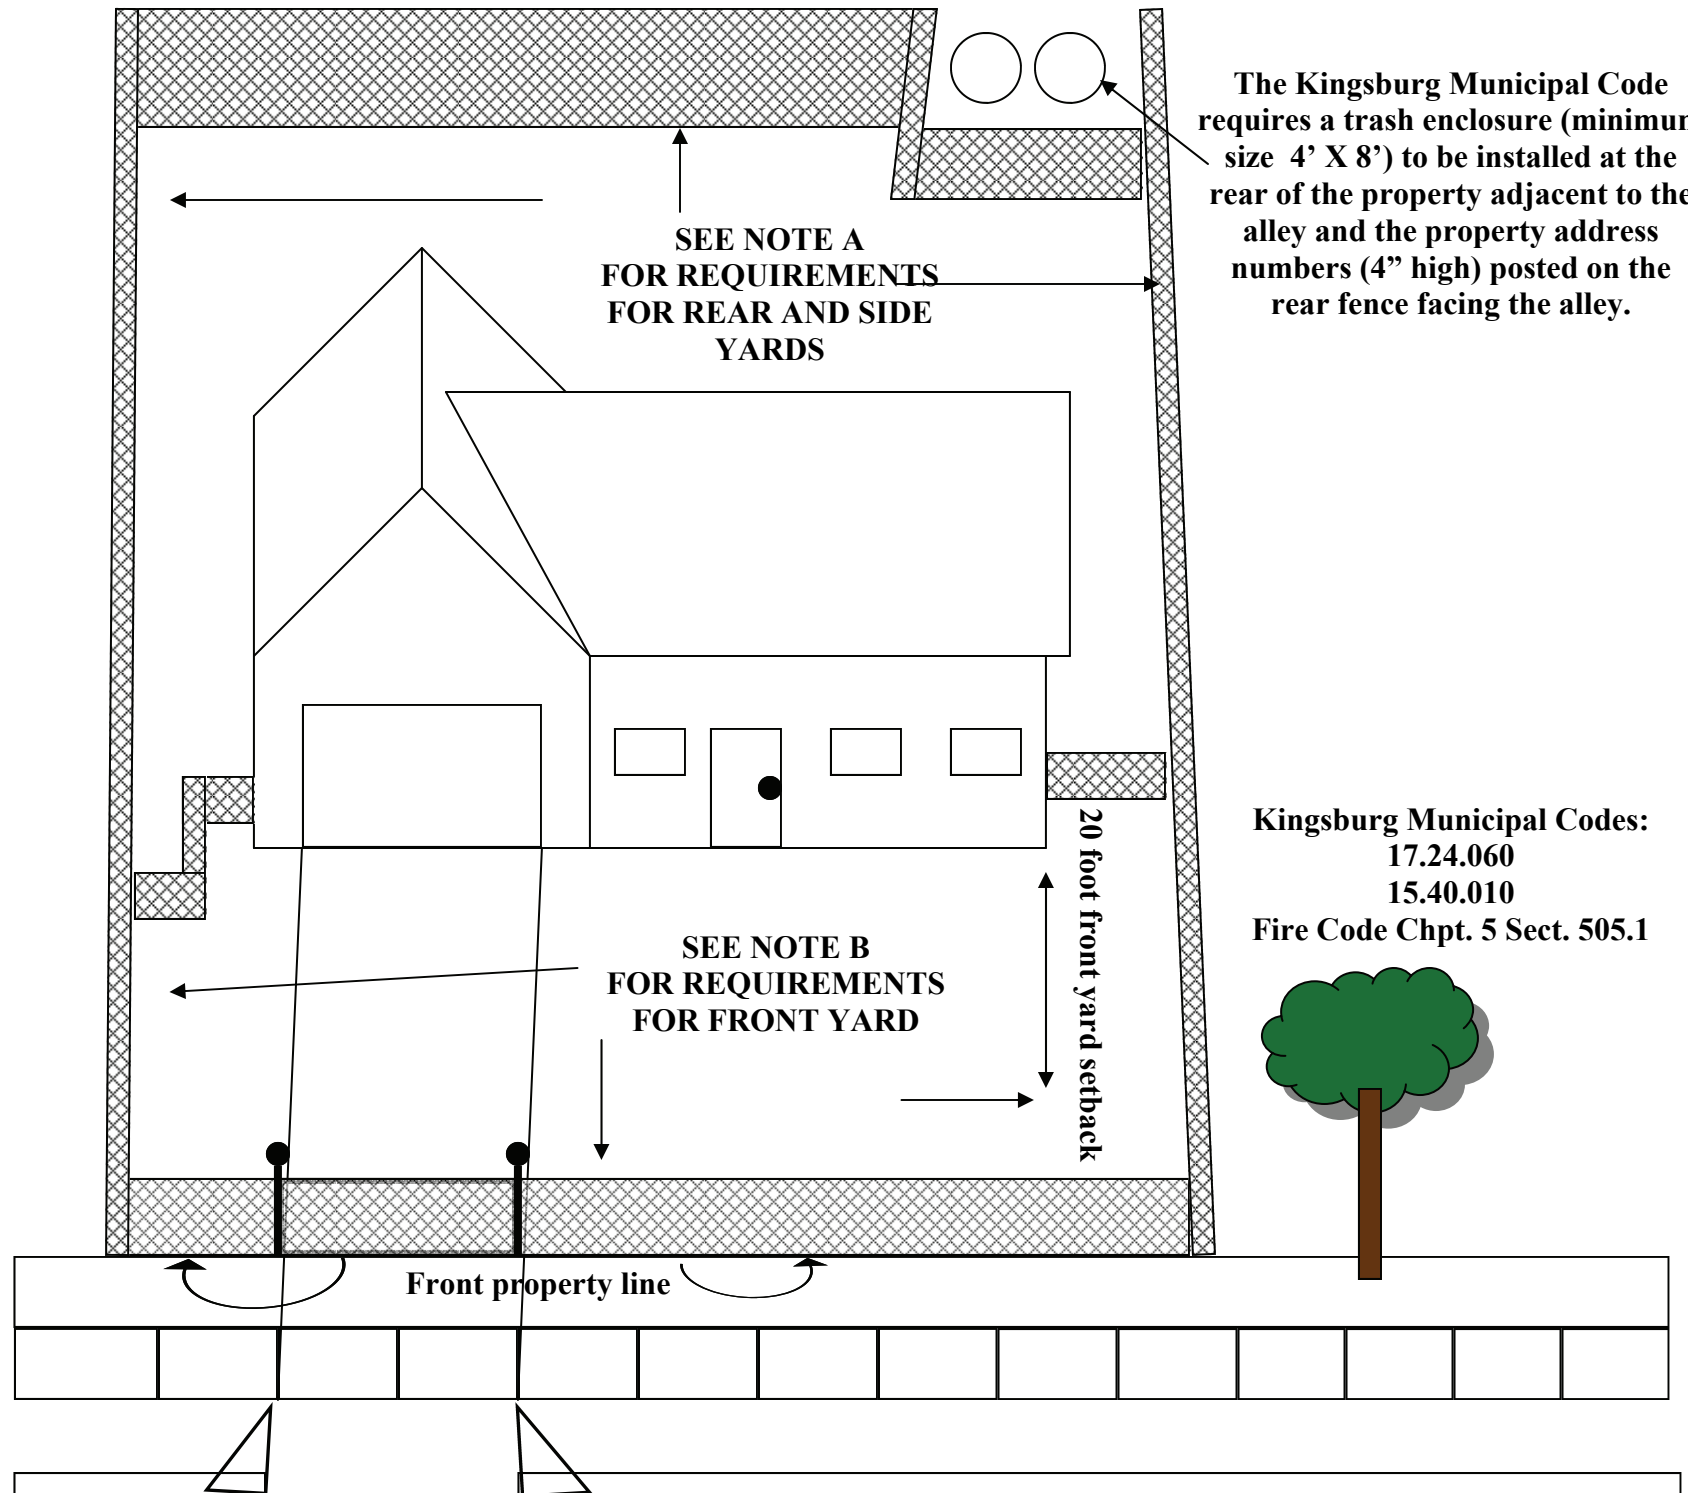 The Kingsburg Municipal Code
requires a trash enclosure (minimum
size 4’ X 8’) to be installed at the
rear of the property adjacent to the
alley and the property address
numbers (4” high) posted on the
rear fence facing the alley.
SEE NOTE A
FOR REQUIREMENTS
FOR REAR AND SIDE
YARDS
20 foot front yard setback
Kingsburg Municipal Codes:
17.24.060
15.40.010
Fire Code Chpt. 5 Sect. 505.1
SEE NOTE B
FOR REQUIREMENTS
FOR FRONT YARD
Front property line